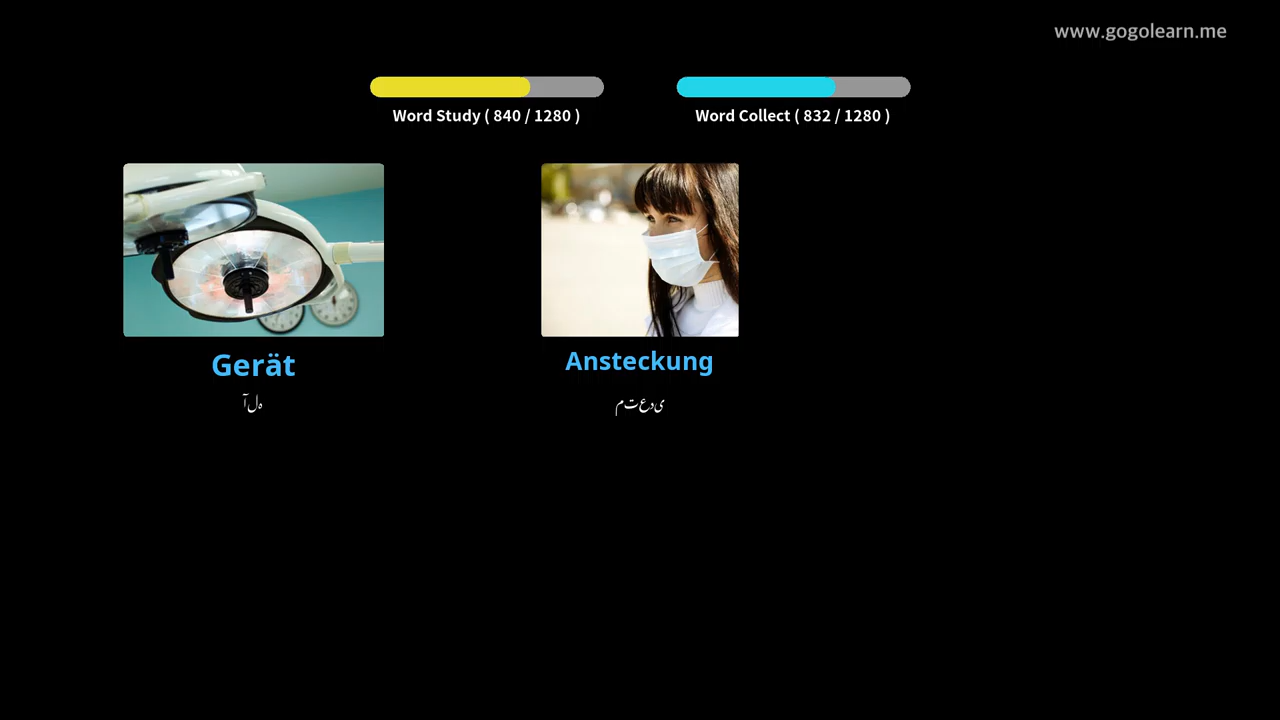 www.gogolearn.me
Word Study ( 840 / 1280 )
Word Collect ( 832 / 1280 )
Gerät
آلہ
Ansteckung
متعدی